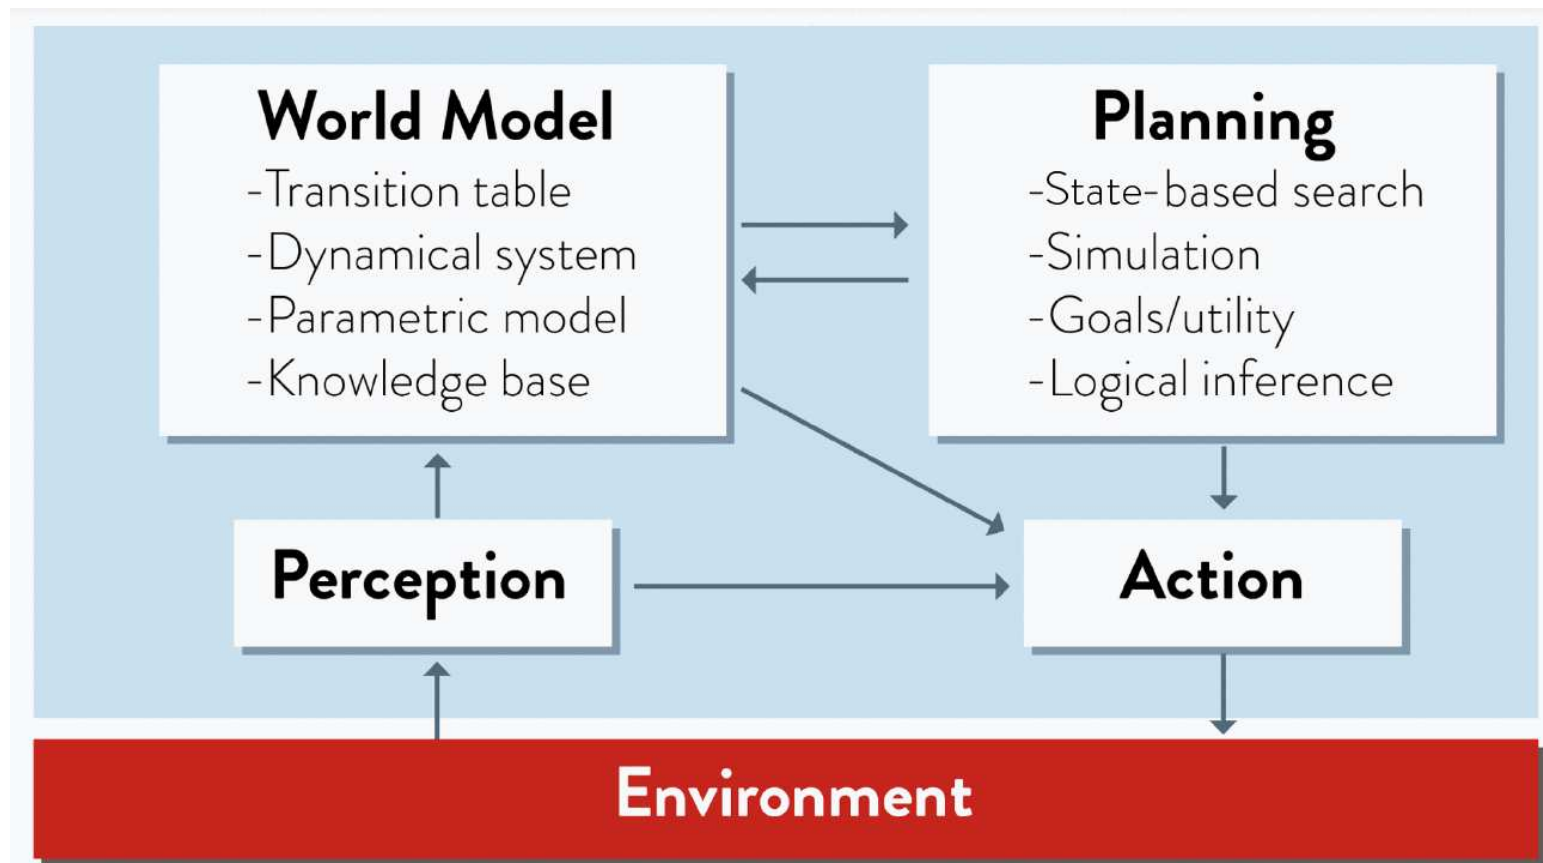 World Model
-Transition table
-Dynamical system
-Parametric model
-Knowledge base
Planning
-State-based search
-Simulation
-Goals/utility
-Logical inference
Perception
Action
Environment